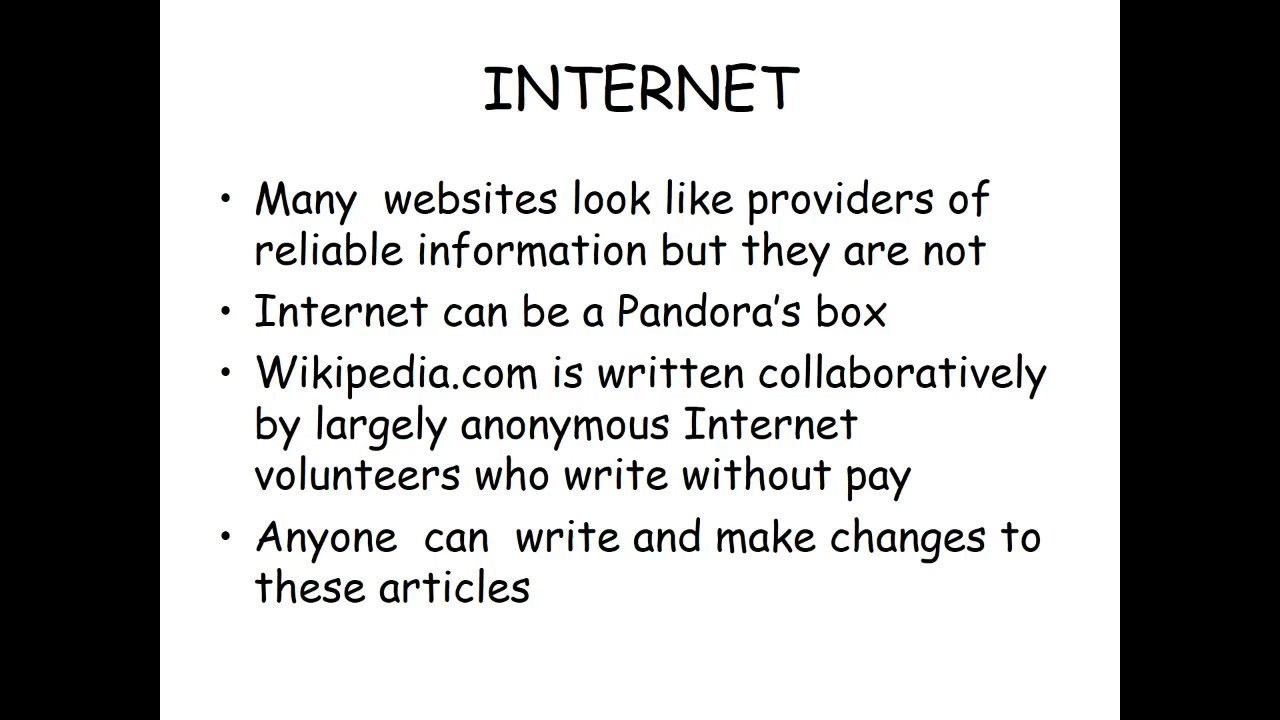 INTERNET
• Many  websites look like providers of
reliable information but they are not
• Internet can be a Pandora’s box
• Wikipedia.com is written collaboratively
by largely anonymous Internet
volunteers who write without pay
• Anyone  can  write and make changes to
these articles